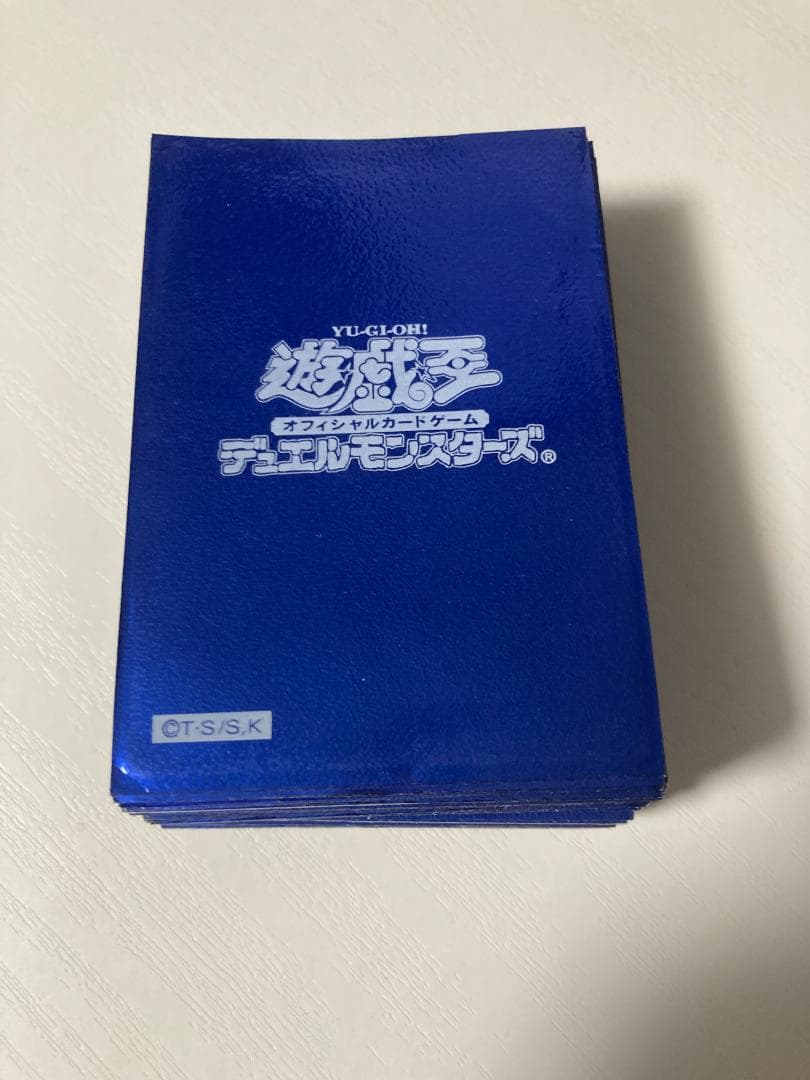 YU-GI-OH!
遊戯王
オフィシャルカードゲーム
デュエルモンスターズ®
©T-S/S,K